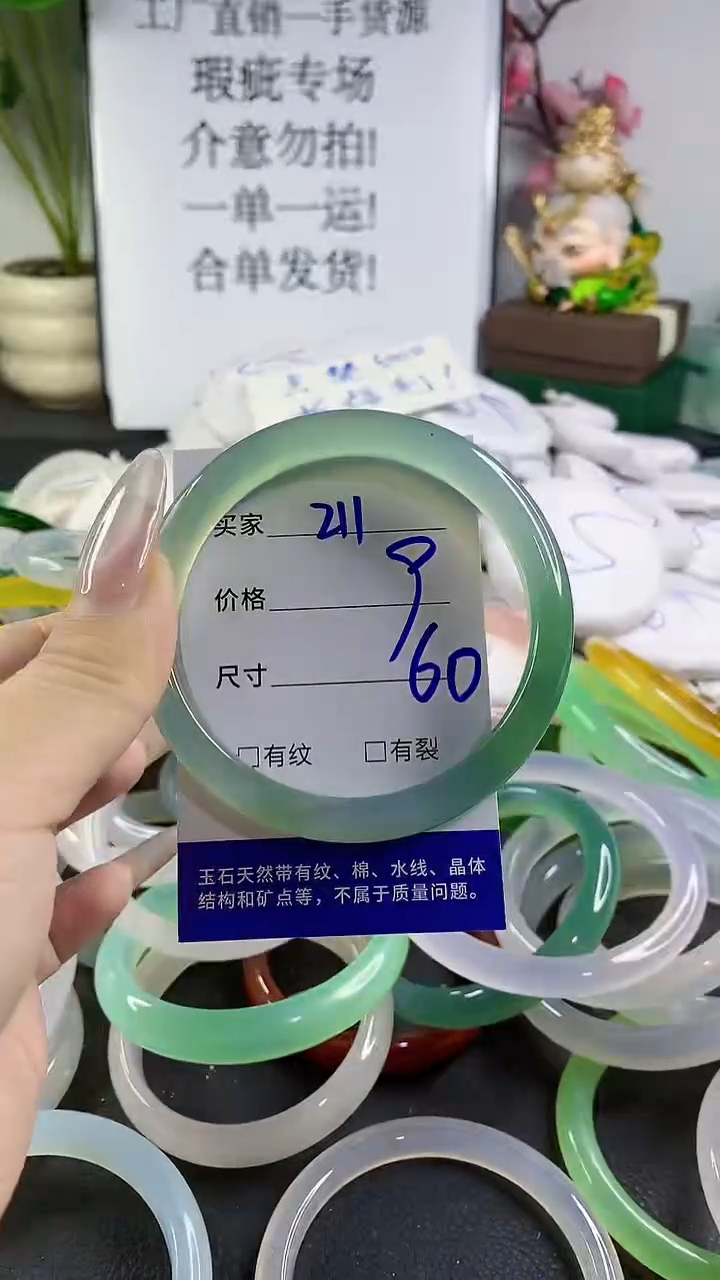 工厂直销一手货源
瑕疵专场
介意勿拍!
一单一运!
合单发货!
买家 211
价格
尺寸 60
□有纹 □有裂
玉石天然带有纹、棉、水线、晶体
结构和矿点等，不属于质量问题。